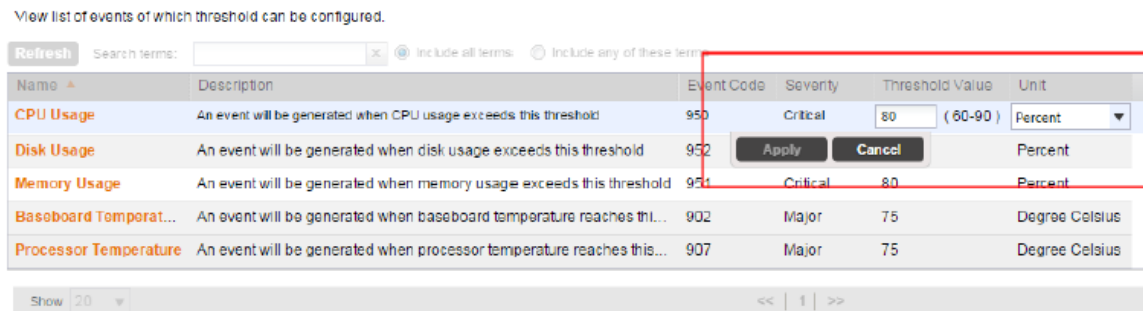 View list of events of which threshold can be configured.
Refresh Search terms: x Include all terms Include any of these terms
Name Description Event Code Severity Threshold Value Unit
CPU Usage An event will be generated when CPU usage exceeds this threshold 950 Critical 80 (60-90) Percent
Disk Usage An event will be generated when disk usage exceeds this threshold 952 Apply Cancel Percent
Memory Usage An event will be generated when memory usage exceeds this threshold 951 Critical 80 Percent
Baseboard Temperat... An event will be generated when baseboard temperature reaches thi... 902 Major 75 Degree Celsius
Processor Temperature An event will be generated when processor temperature reaches this... 907 Major 75 Degree Celsius
Show 20 << | 1 | >>